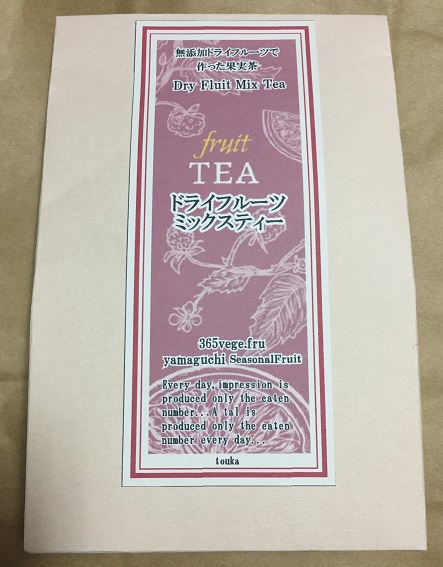 無添加ドライフルーツで
作った果実茶
Dry Fluit Mix Tea
fruit
TEA
ドライフルーツ
ミックスティー
365vege.fru
yamaguchi SeasonalFruit
Every day,impression is
produced only the eaten
number...A tal is
produced only the eaten
number every day...
touka